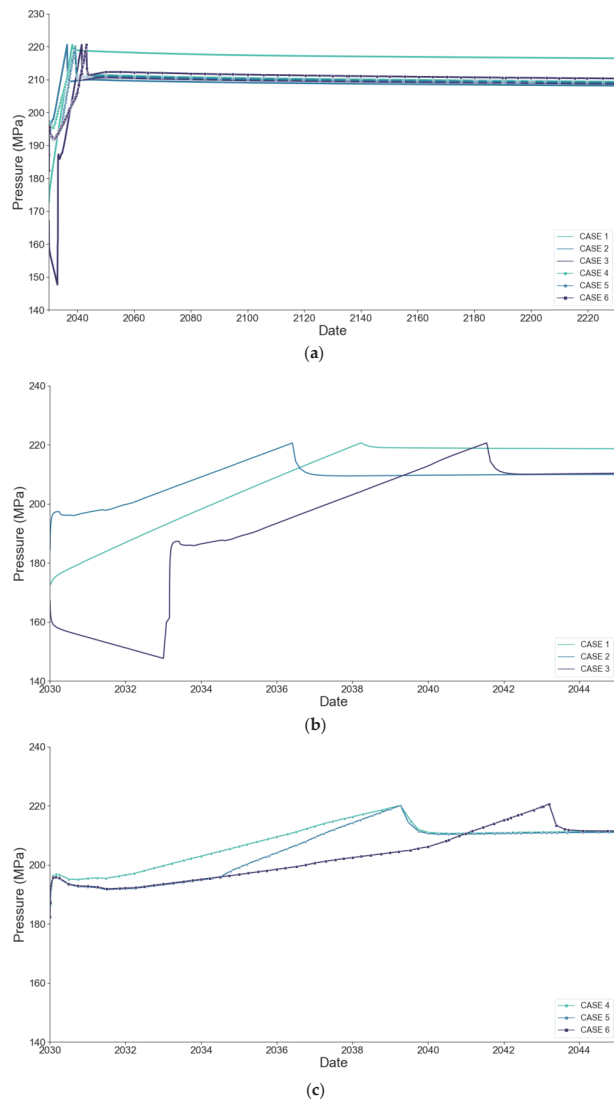 230
220
210
200
190
180
170
160
150
140
Pressure (MPa)
2040 2060 2080 2100 2120 2140 2160 2180 2200 2220
Date
CASE 1
CASE 2
CASE 3
CASE 4
CASE 5
CASE 6
(a)
240
220
200
180
160
140
Pressure (MPa)
2030 2032 2034 2036 2038 2040 2042 2044
Date
CASE 1
CASE 2
CASE 3
(b)
240
220
200
180
160
140
Pressure (MPa)
2030 2032 2034 2036 2038 2040 2042 2044
Date
CASE 4
CASE 5
CASE 6
(c)